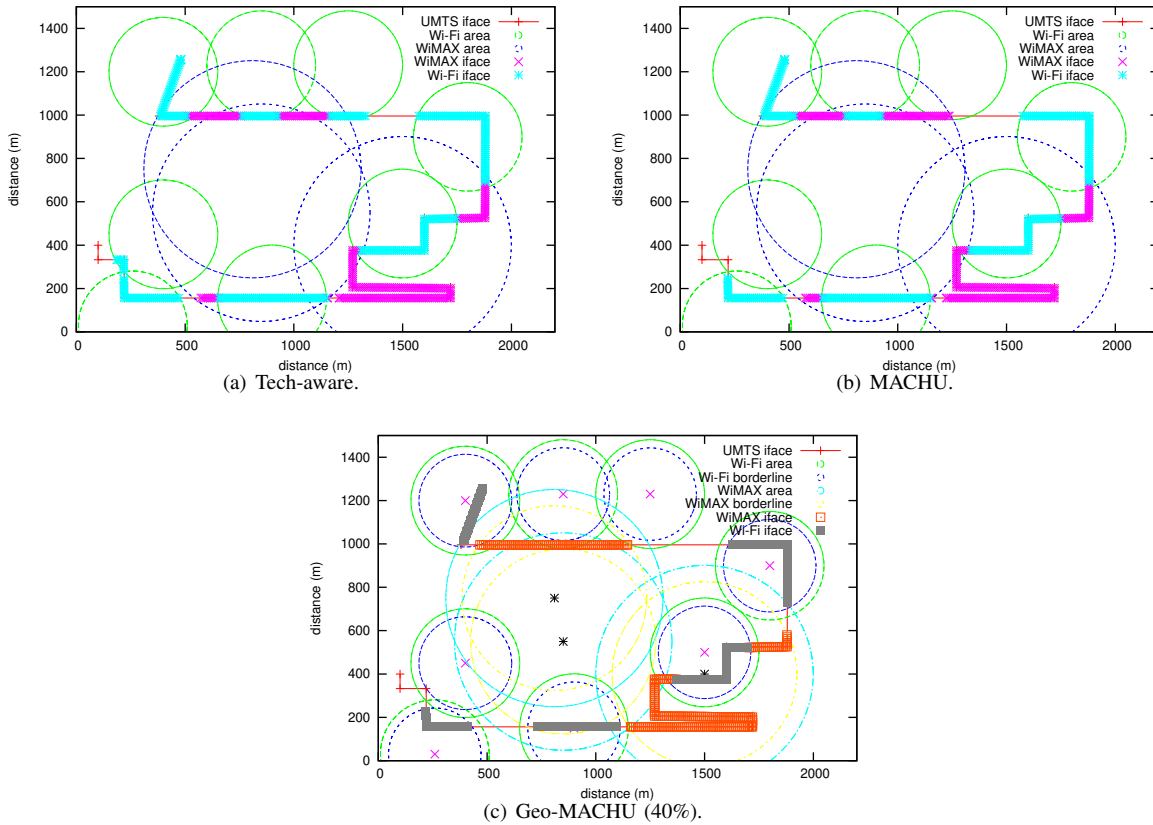 1400
1200
1000
800
600
400
200
0
distance (m)
UMTS iface
Wi-Fi area
WiMAX area
WiMAX iface
Wi-Fi iface
0 500 1000 1500 2000
distance (m)
(a) Tech-aware.
1400
1200
1000
800
600
400
200
0
distance (m)
UMTS iface
Wi-Fi area
WiMAX area
WiMAX iface
Wi-Fi iface
0 500 1000 1500 2000
distance (m)
(b) MACHU.
1400
1200
1000
800
600
400
200
0
distance (m)
UMTS iface
Wi-Fi area
Wi-Fi borderline
WiMAX area
WiMAX borderline
WiMAX iface
Wi-Fi iface
0 500 1000 1500 2000
distance (m)
(c) Geo-MACHU (40%).